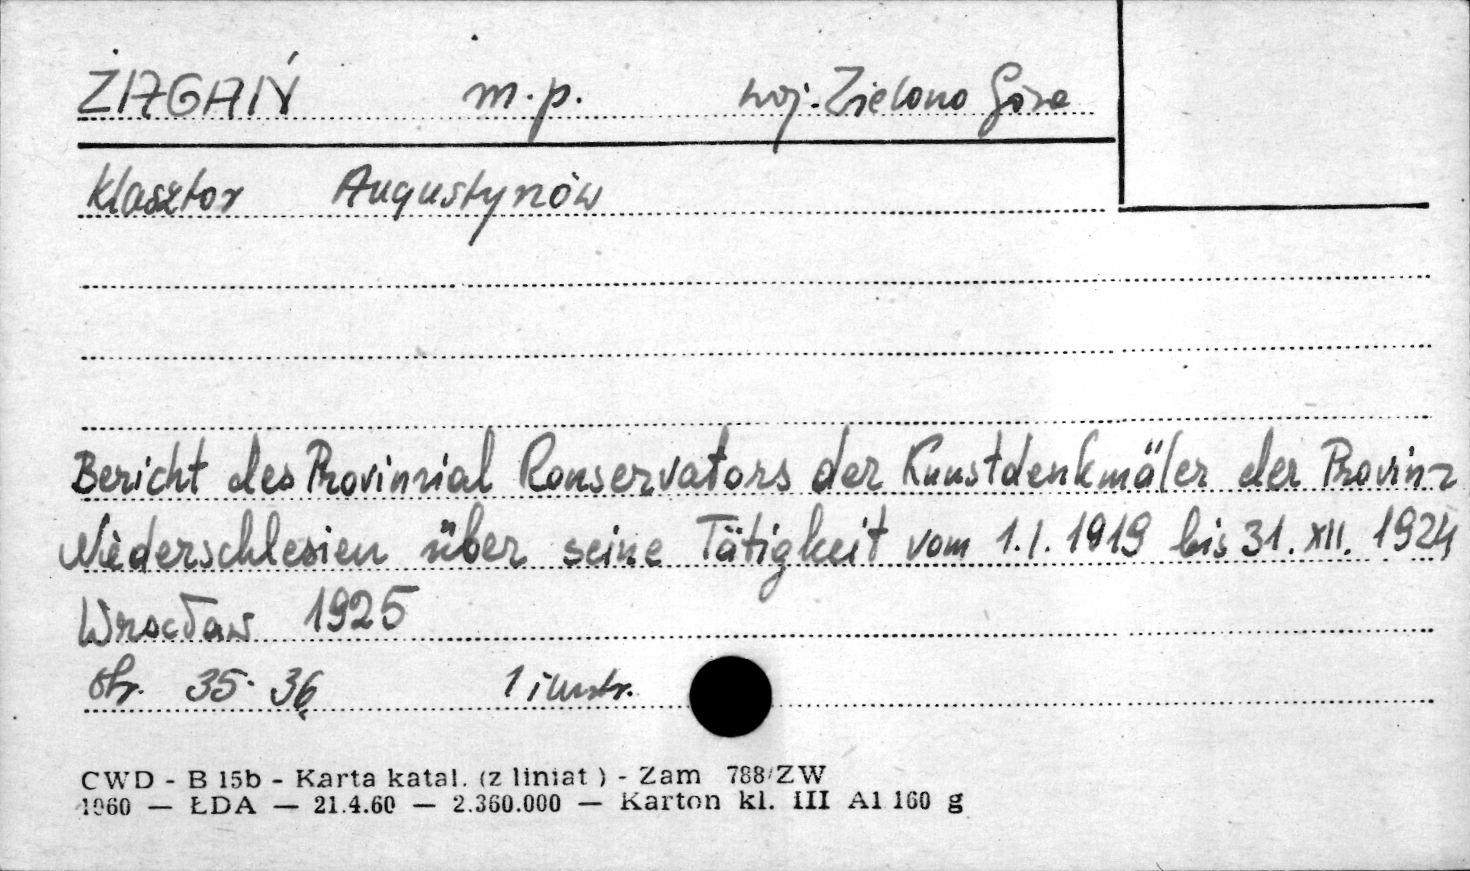 ŻAGAŃ m.p. woj. Zielona Góra
Klasztor Augustynów
Bericht des Provinzial Konservators der Kunstdenkmäler der Provinz
Niederschlesien über seine Tätigkeit vom 1.I. 1919 bis 31. XII. 1924
Wrocław 1925
str. 35-36 1 ilustr.
CWD - B 15b - Karta katal. (z liniat ) - Zam 788/ZW
1960 — ŁDA — 21.4.60 — 2.360.000 — Karton kl. III A1 160 g